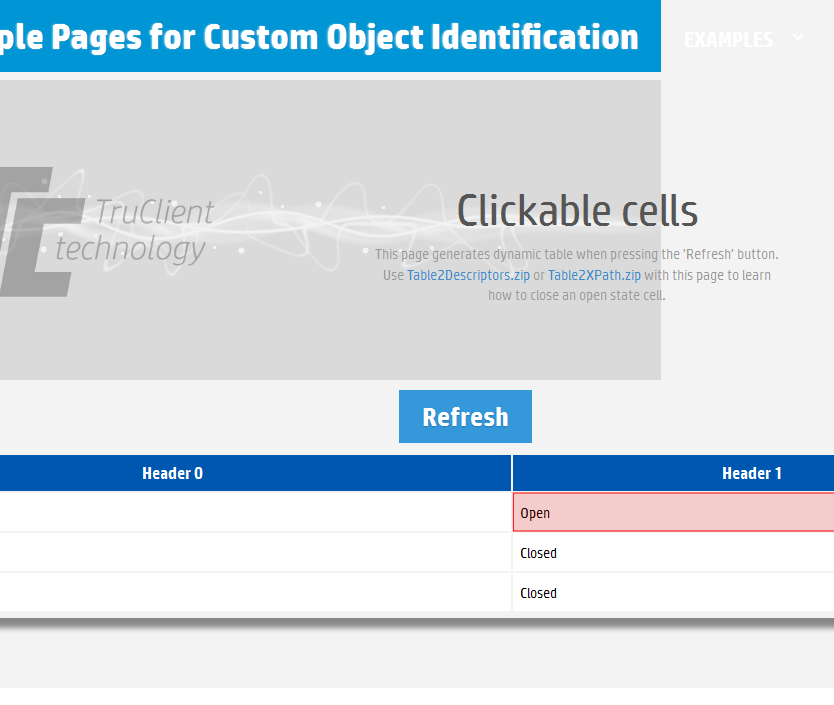 ple Pages for Custom Object Identification
EXAMPLES
TruClient
technology
Clickable cells
This page generates dynamic table when pressing the 'Refresh' button.
Use Table2Descriptors.zip or Table2XPath.zip with this page to learn
how to close an open state cell.
Refresh
Header 0
Header 1
Open
Closed
Closed